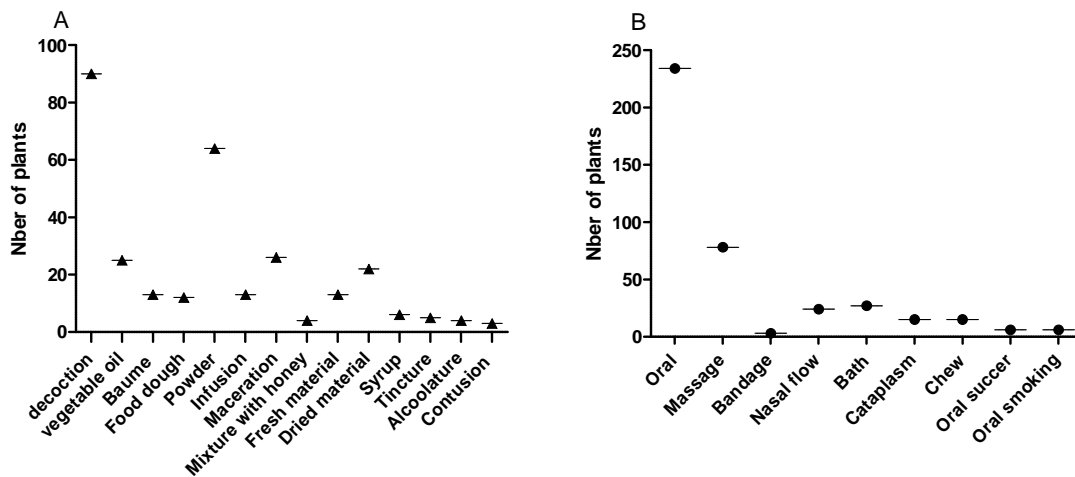 A
Nber of plants
100
80
60
40
20
0
decoction
vegetable oil
Baume
Food dough
Powder
Infusion
Maceration
Mixture with honey
Fresh material
Dried material
Syrup
Tincture
Alcoolature
Contusion
B
Nber of plants
250
200
150
100
50
0
Oral
Massage
Bandage
Nasal flow
Bath
Cataplasm
Chew
Oral succer
Oral smoking